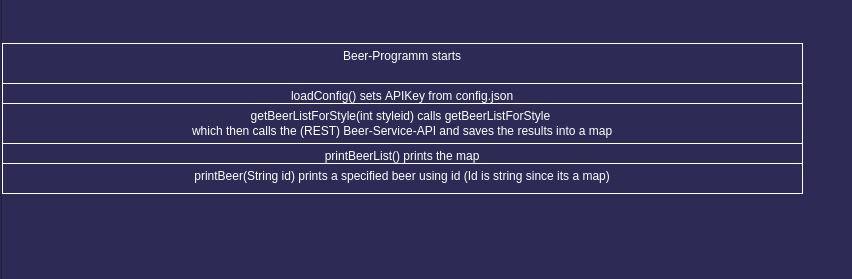 Beer-Programm starts
loadConfig() sets APIKey from config.json
getBeerListForStyle(int styleid) calls getBeerListForStyle
which then calls the (REST) Beer-Service-API and saves the results into a map
printBeerList() prints the map
printBeer(String id) prints a specified beer using id (Id is string since its a map)